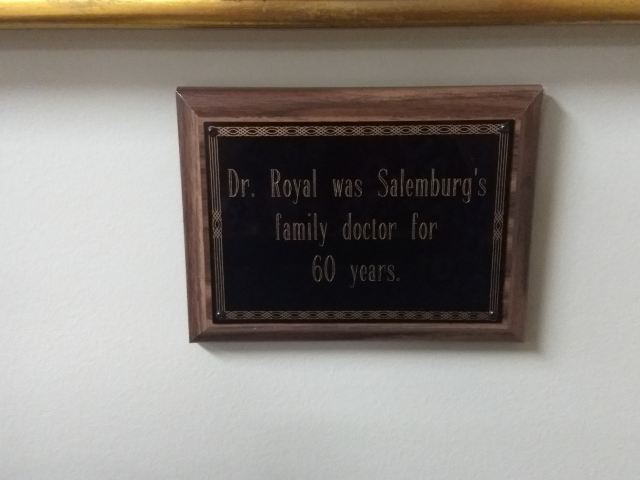 Dr. Royal was Salemburg's
family doctor for
60 years.